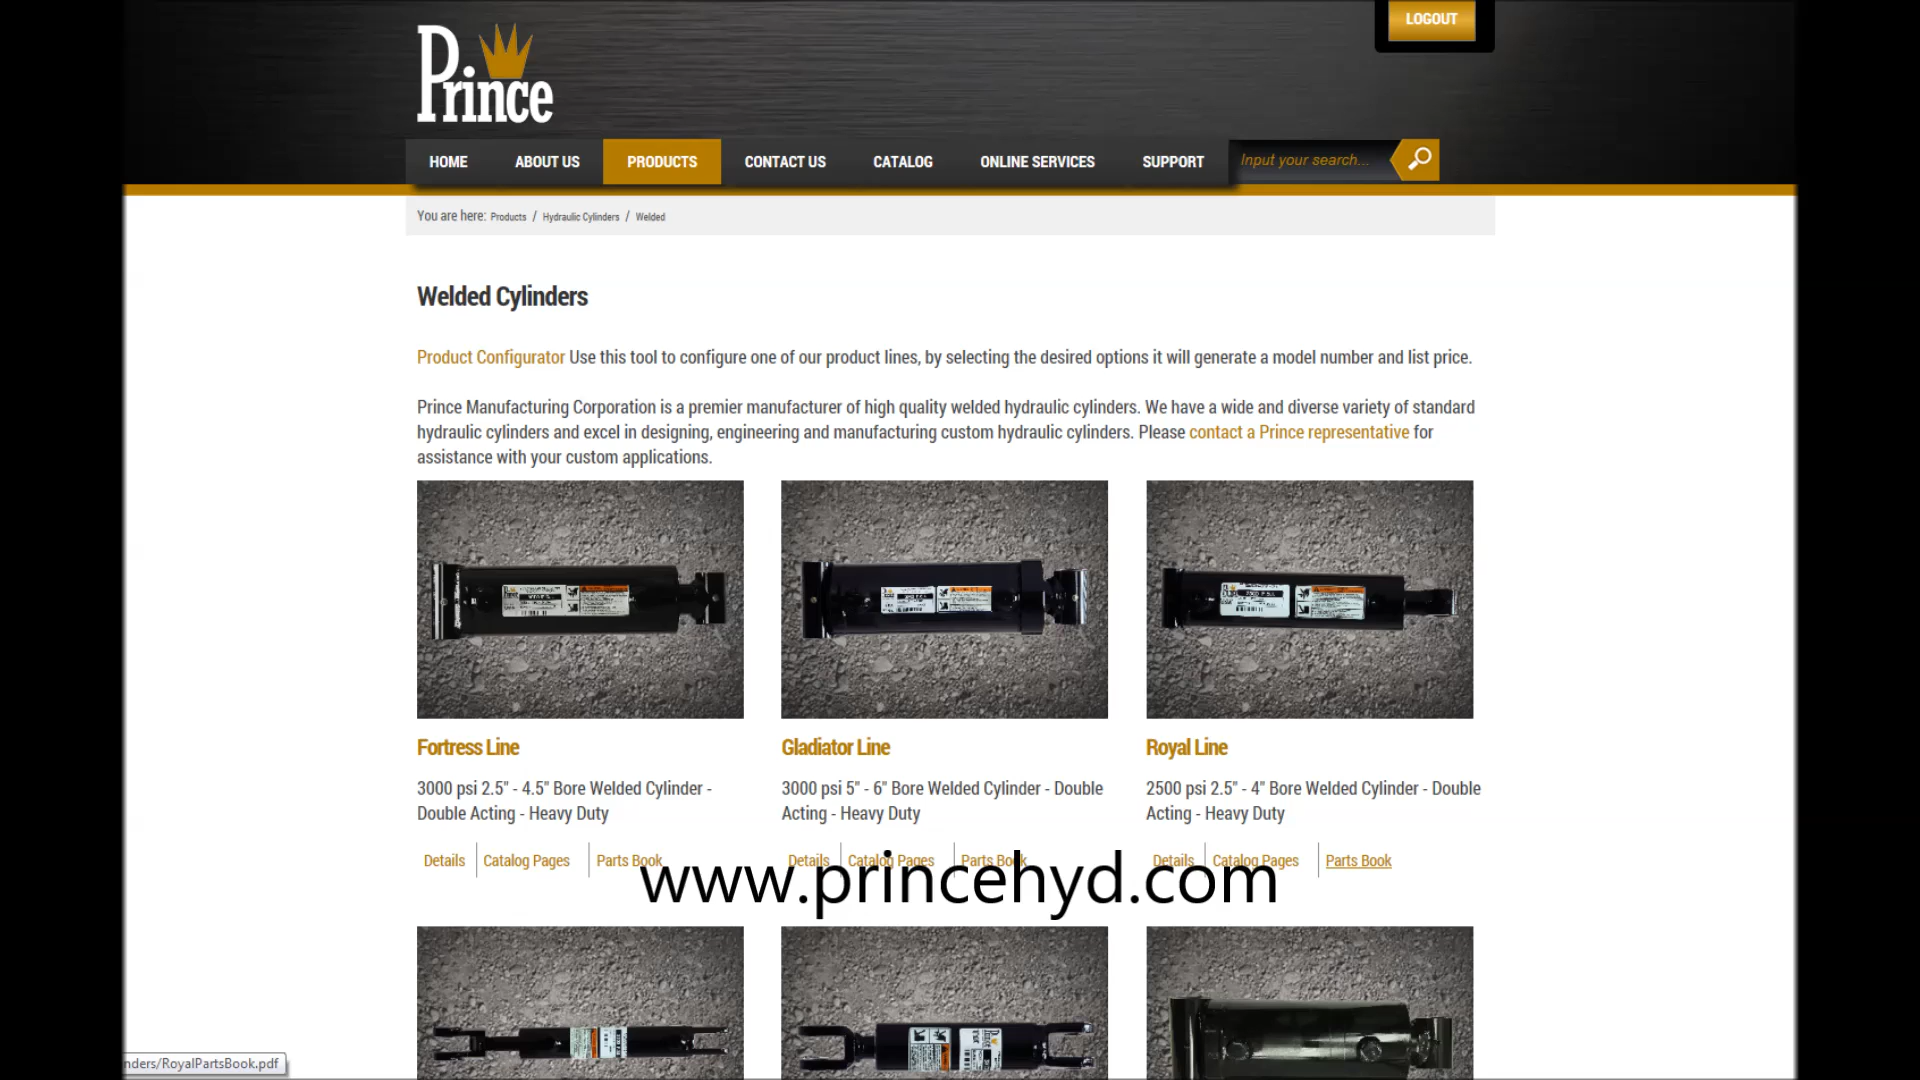 LOGOUT
Prince
HOME
ABOUT US
PRODUCTS
CONTACT US
CATALOG
ONLINE SERVICES
SUPPORT
Input your search...
You are here: Products / Hydraulic Cylinders / Welded
Welded Cylinders
Product Configurator Use this tool to configure one of our product lines, by selecting the desired options it will generate a model number and list price.
Prince Manufacturing Corporation is a premier manufacturer of high quality welded hydraulic cylinders. We have a wide and diverse variety of standard
hydraulic cylinders and excel in designing, engineering and manufacturing custom hydraulic cylinders. Please contact a Prince representative for
assistance with your custom applications.
Fortress Line
3000 psi 2.5" - 4.5" Bore Welded Cylinder -
Double Acting - Heavy Duty
Details
Catalog Pages
Parts Book
Gladiator Line
3000 psi 5" - 6" Bore Welded Cylinder - Double
Acting - Heavy Duty
Details
Catalog Pages
Parts Book
Royal Line
2500 psi 2.5" - 4" Bore Welded Cylinder - Double
Acting - Heavy Duty
Details
Catalog Pages
Parts Book
www.princehyd.com
nders/RoyalPartsBook.pdf